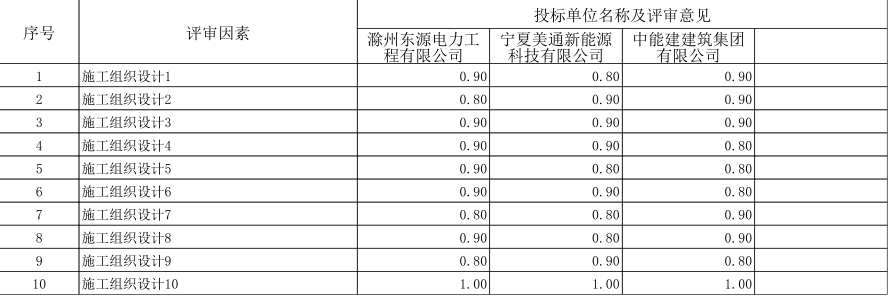 序号 评审因素 投标单位名称及评审意见
滁州东源电力工程有限公司 宁夏美通新能源科技有限公司 中能建建筑集团有限公司
1 施工组织设计1 0.90 0.80 0.90
2 施工组织设计2 0.80 0.90 0.90
3 施工组织设计3 0.90 0.90 0.90
4 施工组织设计4 0.90 0.90 0.80
5 施工组织设计5 0.90 0.80 0.80
6 施工组织设计6 0.90 0.90 0.80
7 施工组织设计7 0.80 0.80 0.90
8 施工组织设计8 0.90 0.80 0.90
9 施工组织设计9 0.80 0.90 0.80
10 施工组织设计10 1.00 1.00 1.00